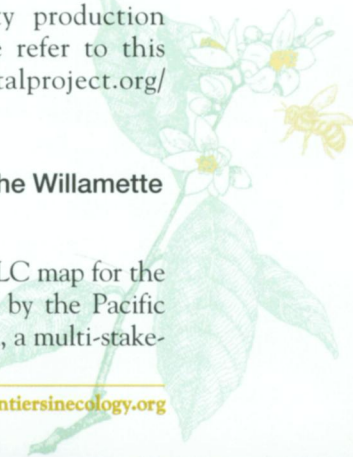 ty production
e refer to this
talproject.org/
he Willamette
LC map for the
by the Pacific
, a multi-stake-
ntiersinecology.org